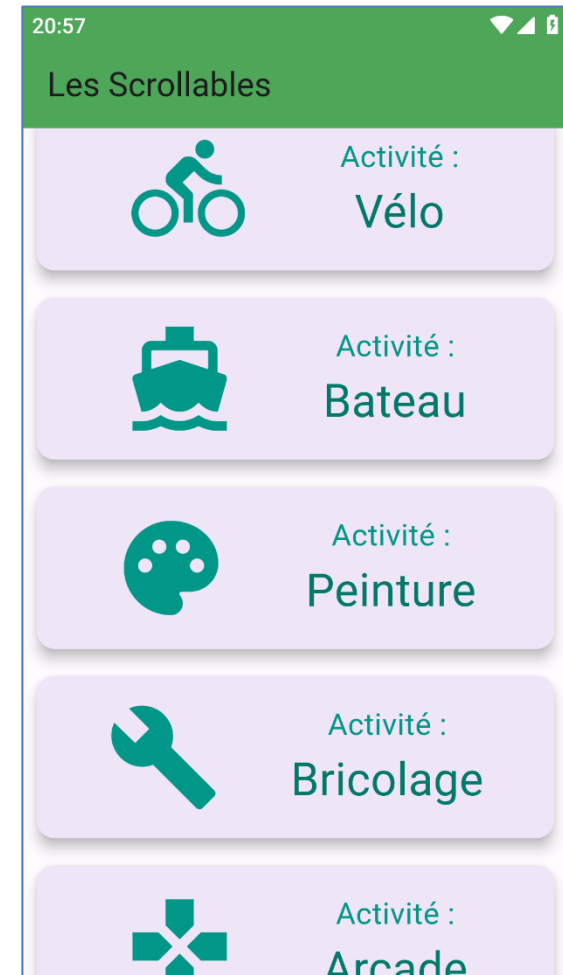 20:57
Les Scrollables
Activité :
Vélo
Activité :
Bateau
Activité :
Peinture
Activité :
Bricolage
Activité :
Arcade